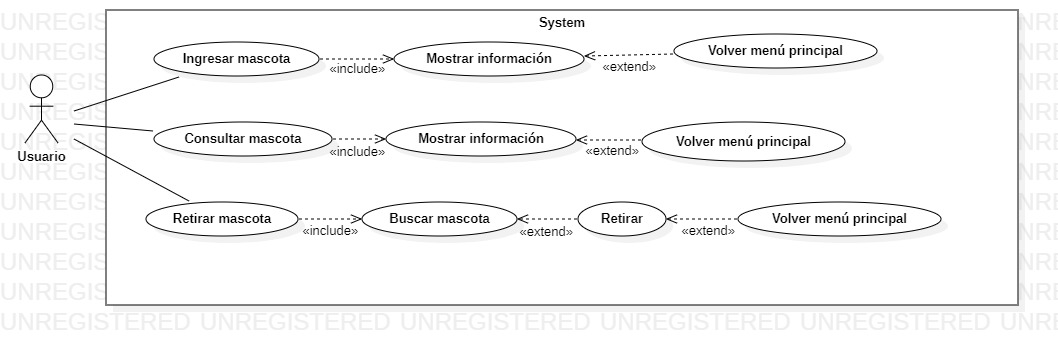 System
Ingresar mascota
«include»
Mostrar información
«extend»
Volver menú principal
Usuario
Consultar mascota
«include»
Mostrar información
«extend»
Volver menú principal
Retirar mascota
«include»
Buscar mascota
«extend»
Retirar
«extend»
Volver menú principal
UNREGISTERED UNREGISTERED UNREGISTERED UNREGISTERED UNREGISTERED